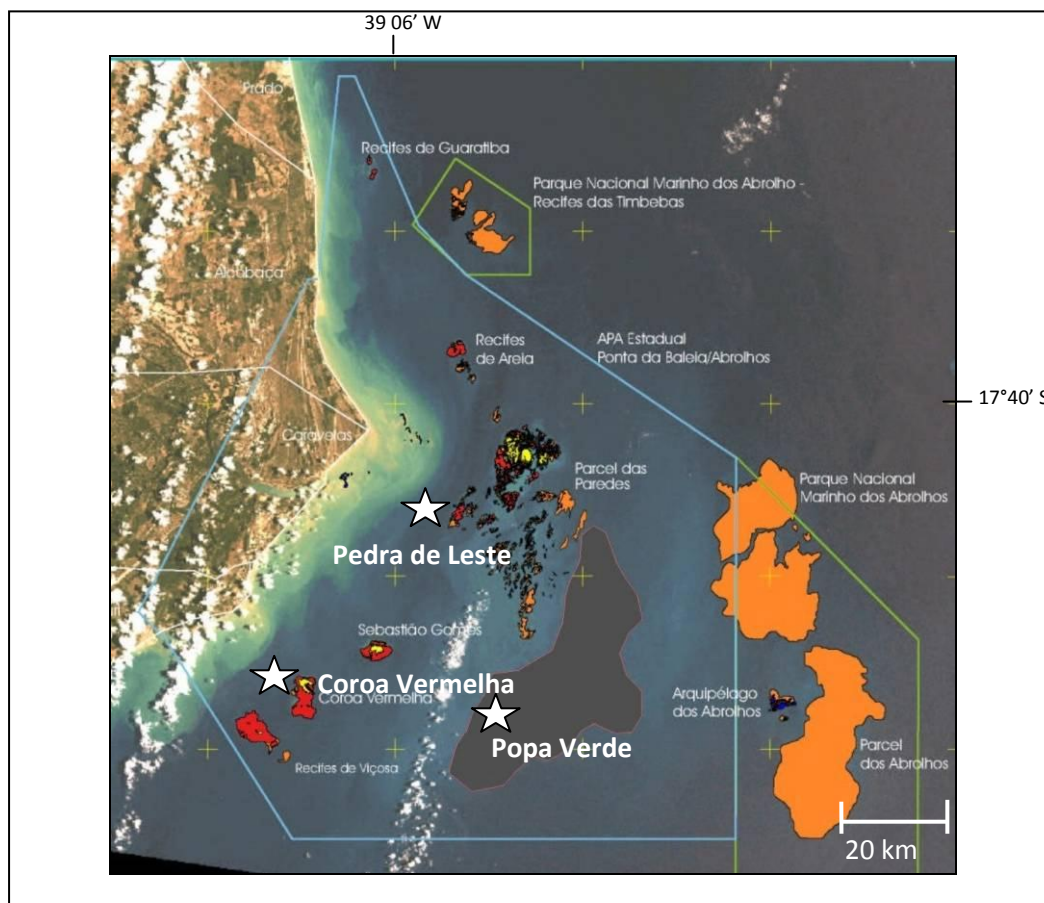 39 06' W
Prado
Recifes de Guaratiba
Parque Nacional Marinho dos Abrolho -
Recifes das Timbebas
Alcobaça
Recifes
de Areia
APA Estadual
Ponta da Baleia/Abrolhos
17°40' S
Caravelas
Parcel das
Paredes
Parque Nacional
Marinho dos Abrolhos
Pedra de Leste
Sebastião Gomes
Coroa Vermelha
Coroa Vermelha
Arquipélago
dos Abrolhos
Popa Verde
Recifes de Viçosa
Parcel
dos Abrolhos
20 km